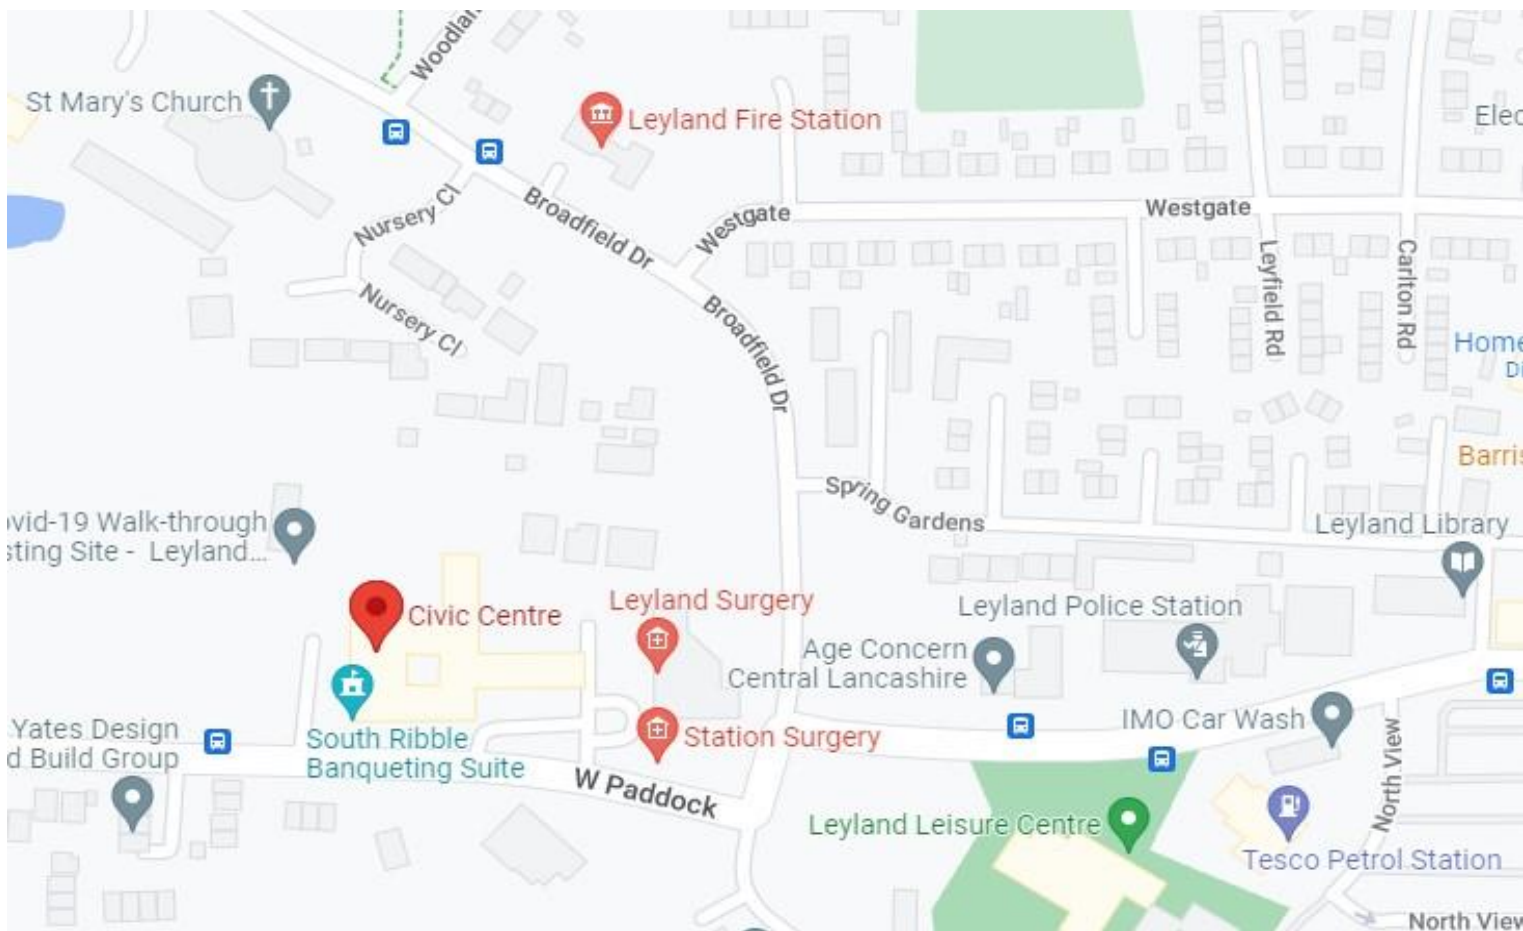 Woodlan
St Mary's Church
Leyland Fire Station
Elec
Nursery Cl
Broadfield Dr
Westgate
Westgate
Nursery Cl
Broadfield Dr
Leyfield Rd
Carlton Rd
Home
Di
Barris
Spring Gardens
ovid-19 Walk-through
sting Site - Leyland...
Leyland Library
Civic Centre
Leyland Surgery
Leyland Police Station
Age Concern
Central Lancashire
South Ribble
Banqueting Suite
Station Surgery
IMO Car Wash
Yates Design
d Build Group
W Paddock
North View
Leyland Leisure Centre
Tesco Petrol Station
North View